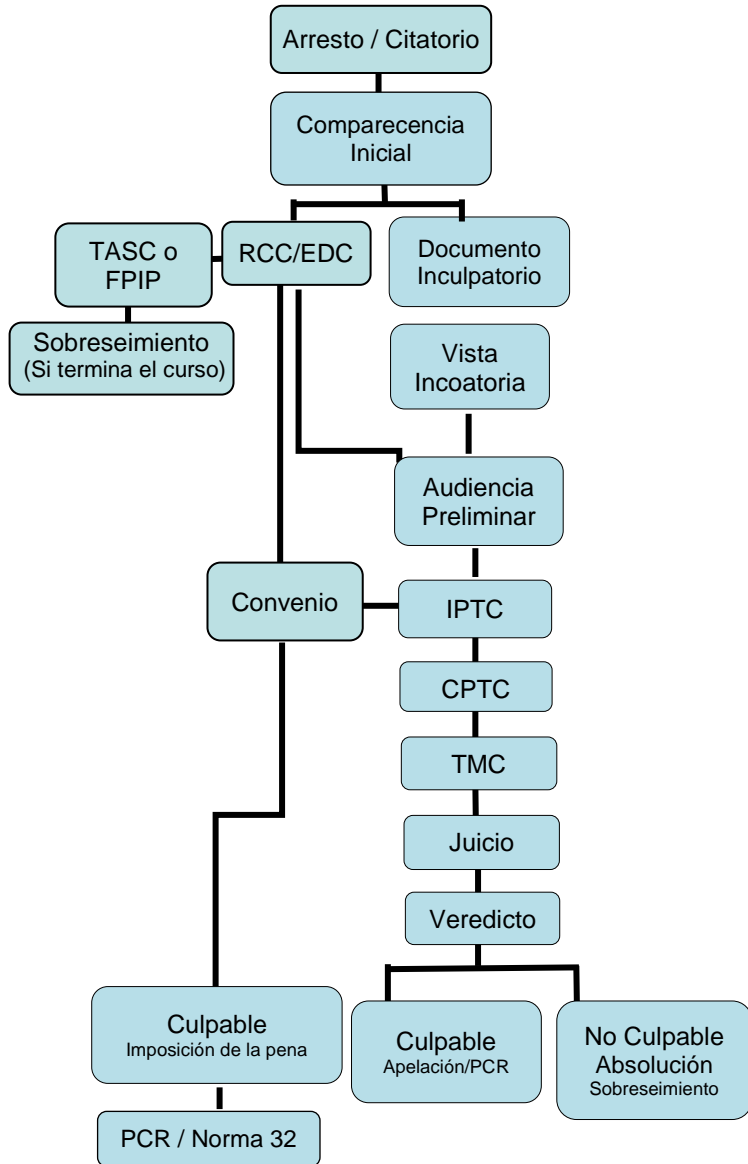 Arresto / Citatorio
Comparecencia
Inicial
TASC o
FPIP
RCC/EDC
Documento
Inculpatorio
Sobreseimiento
(Si termina el curso)
Vista
Incoatoria
Audiencia
Preliminar
Convenio
IPTC
CPTC
TMC
Juicio
Veredicto
Culpable
Imposición de la pena
Culpable
Apelación/PCR
No Culpable
Absolución
Sobreseimiento
PCR / Norma 32